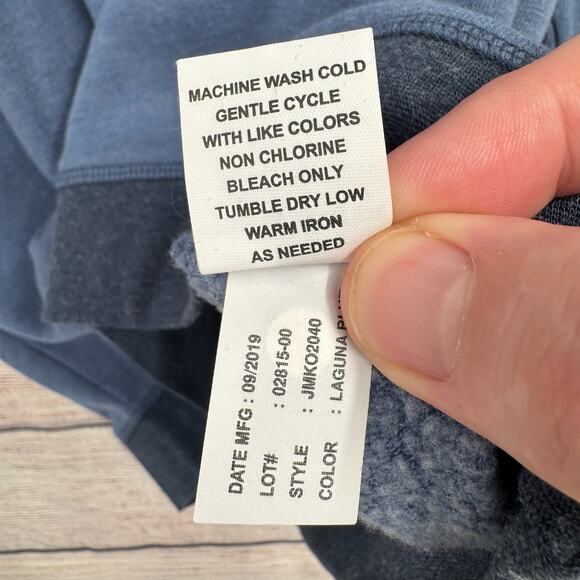 MACHINE WASH COLD
GENTLE CYCLE
WITH LIKE COLORS
NON CHLORINE
BLEACH ONLY
TUMBLE DRY LOW
WARM IRON
AS NEEDED
DATE MFG : 09/2019
LOT# : 02815-00
STYLE : JMKO2040
COLOR : LAGUNA